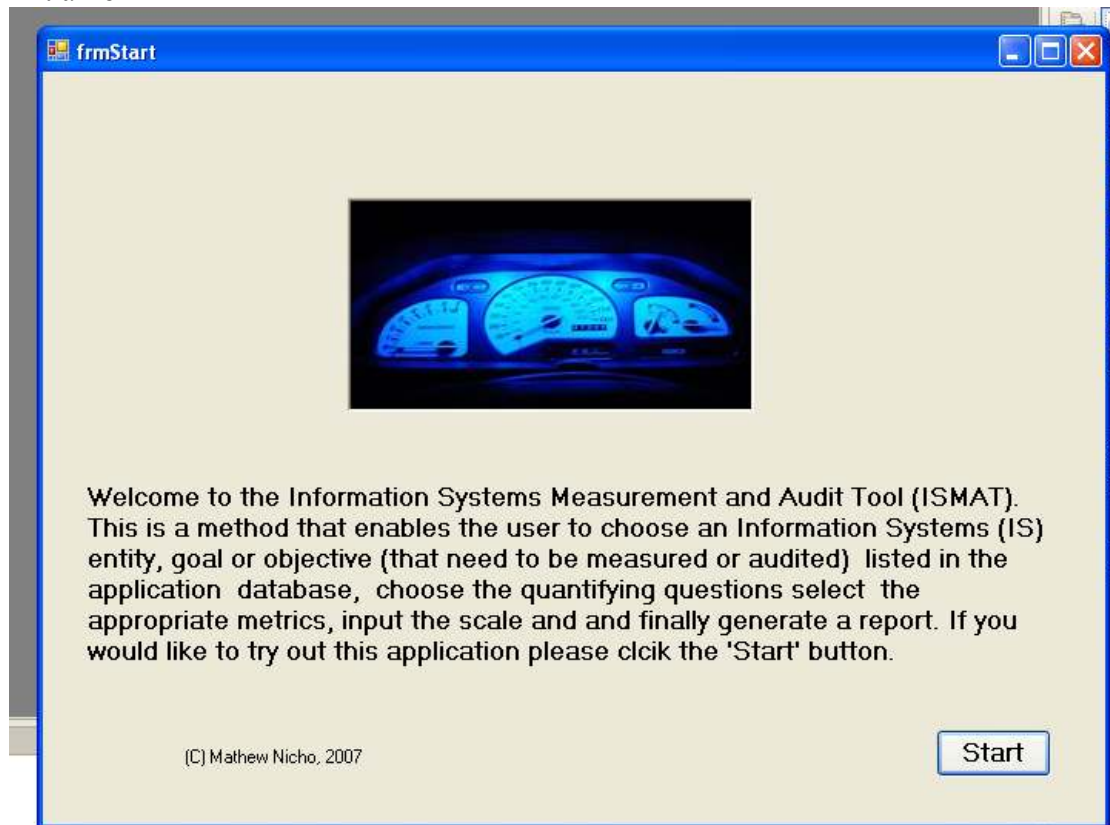 frmStart
Welcome to the Information Systems Measurement and Audit Tool (ISMAT).
This is a method that enables the user to choose an Information Systems (IS)
entity, goal or objective (that need to be measured or audited)  listed in the
application  database,  choose the quantifying questions select  the
appropriate metrics, input the scale and and finally generate a report. If you
would like to try out this application please clcik the 'Start' button.
(C) Mathew Nicho, 2007
Start